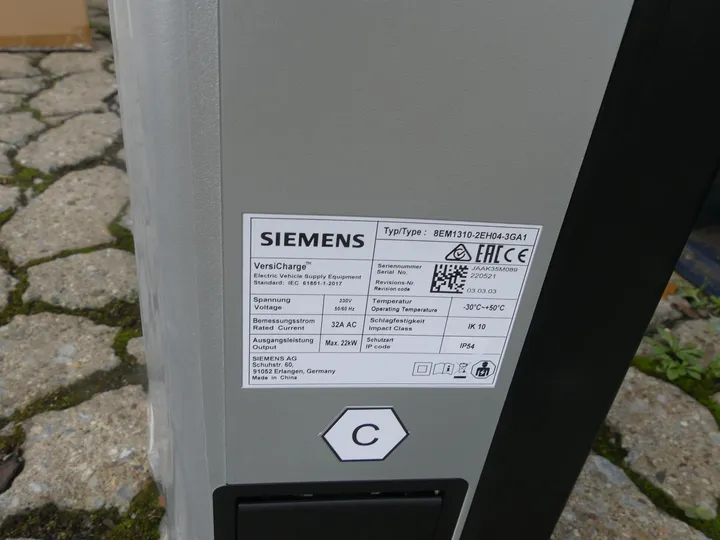 SIEMENS
Typ/Type : 8EM1310-2EH04-3GA1
VersiCharge™
Electric Vehicle Supply Equipment
Standard: IEC 61851-1-2017
EAC CE
Seriennummer
Serial No.
JAAK35M089
220521
Revisions-Nr.
Revision code
03.03.03
Spannung
Voltage
230V
50/60 Hz
Temperatur
Operating Temperature
-30°C~+50°C
Bemessungsstrom
Rated Current
32A AC
Schlagfestigkeit
Impact Class
IK 10
Ausgangsleistung
Output
Max. 22kW
Schutzart
IP code
IP54
SIEMENS AG
Schuhstr. 60,
91052 Erlangen, Germany
Made in China
C